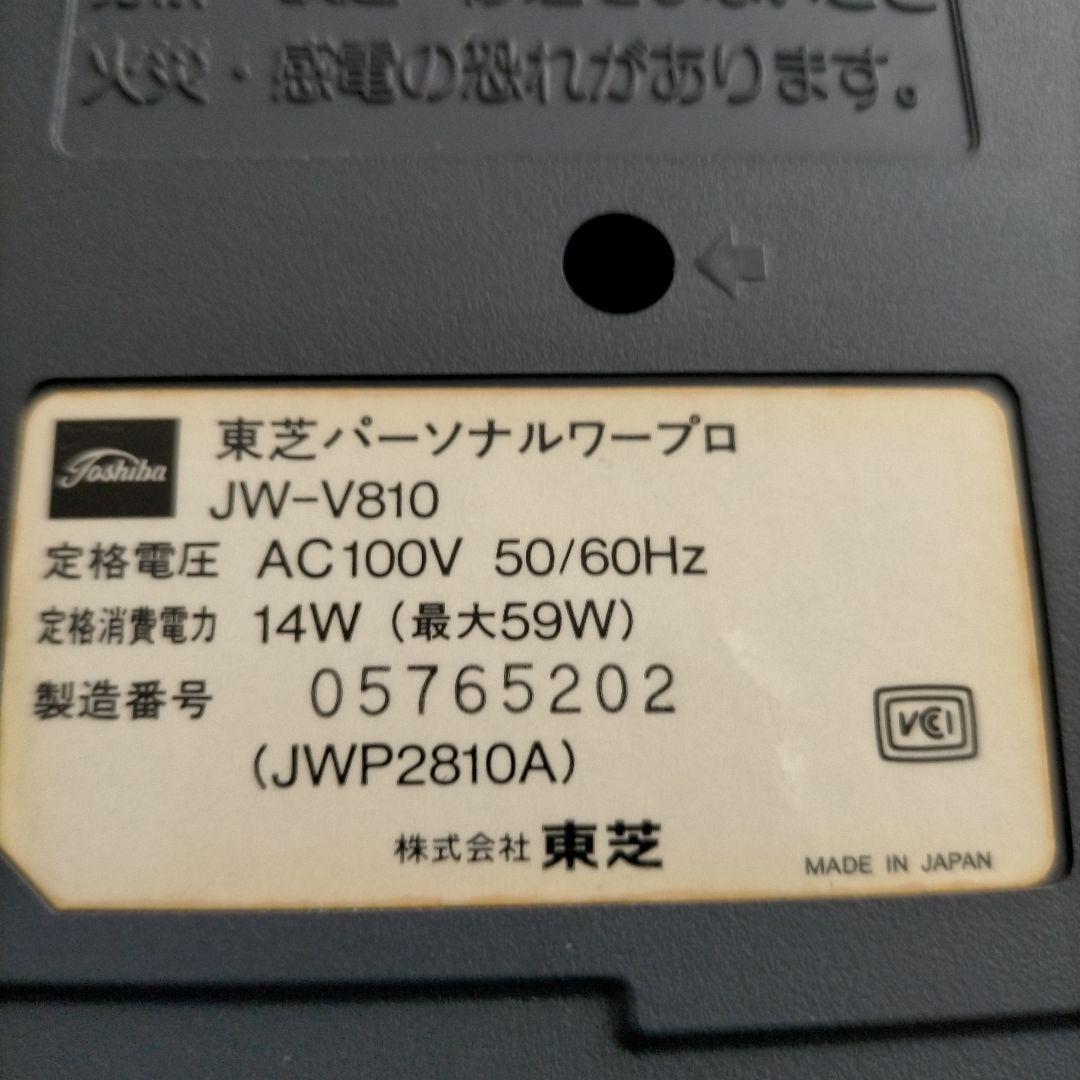 火災・感電の恐れがあります。
Toshiba
東芝パーソナルワープロ
JW-V810
定格電圧 AC100V 50/60Hz
定格消費電力 14W (最大59W)
製造番号 05765202
(JWP2810A)
VCCI
株式会社 東芝
MADE IN JAPAN